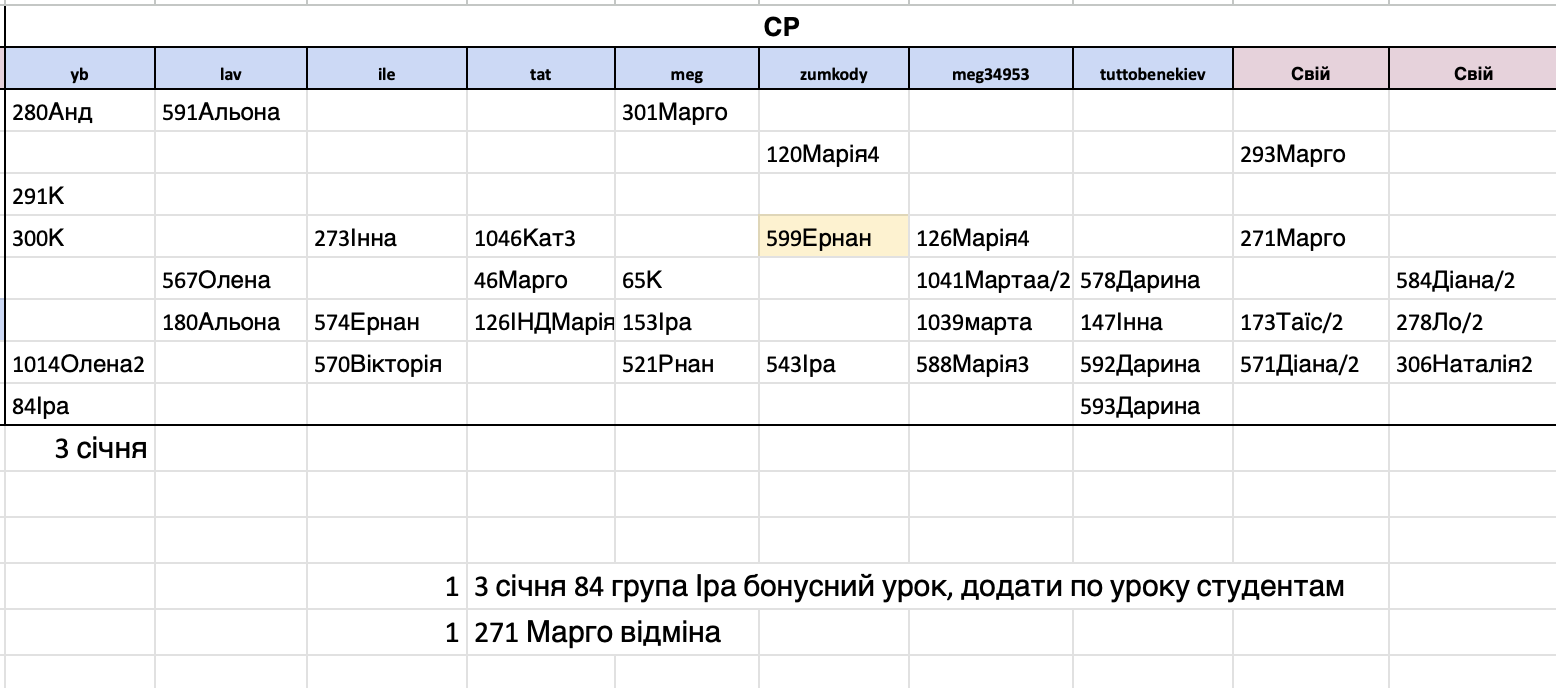 СР
yb lav ile tat meg zumkody meg34953 tuttobenekiev Свій Свій
280Анд 591Альона 301Марго
120Марія4 293Марго
291К
300К 273Інна 1046Кат3 599Ернан 126Марія4 271Марго
567Олена 46Марго 65К 1041Мартаа/2 578Дарина 584Діана/2
180Альона 574Ернан 126ІНДМарія 153Іра 1039марта 147Інна 173Таїс/2 278Ло/2
1014Олена2 570Вікторія 521Рнан 543Іра 588Марія3 592Дарина 571Діана/2 306Наталія2
84Іра 593Дарина
3 січня
1 3 січня 84 група Іра бонусний урок, додати по уроку студентам
1 271 Марго відміна